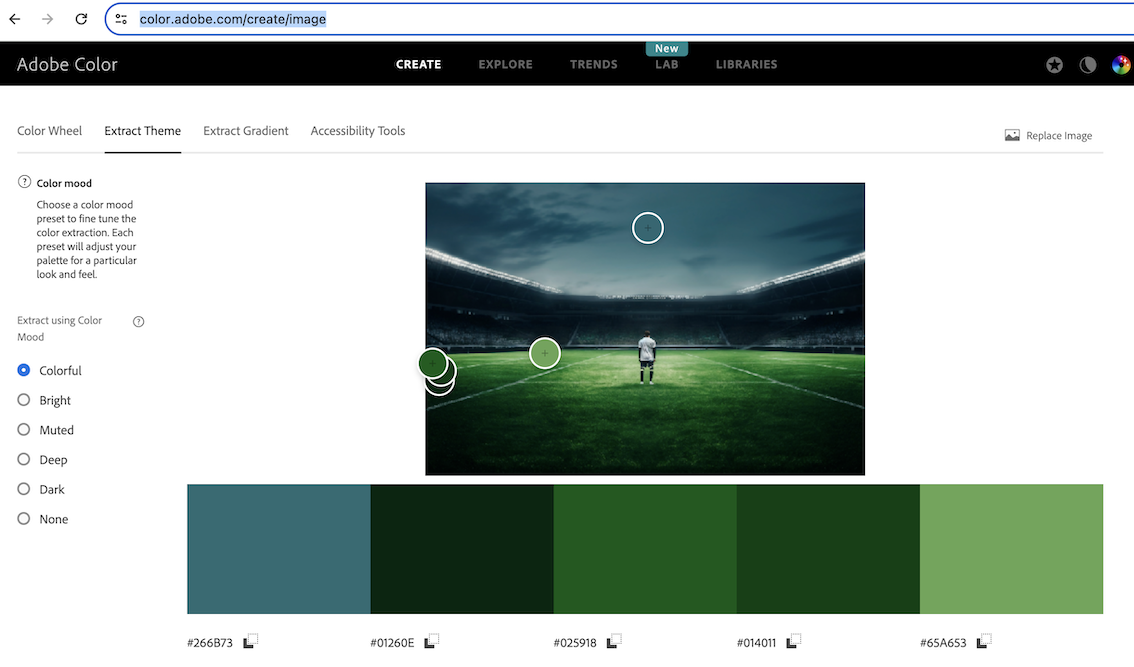 color.adobe.com/create/image
New
Adobe Color
CREATE
EXPLORE
TRENDS
LAB
LIBRARIES
Color Wheel
Extract Theme
Extract Gradient
Accessibility Tools
Replace Image
? Color mood
Choose a color mood
preset to fine tune the
color extraction. Each
preset will adjust your
palette for a particular
look and feel.
Extract using Color ?
Mood
Colorful
Bright
Muted
Deep
Dark
None
#266B73
#01260E
#025918
#014011
#65A653